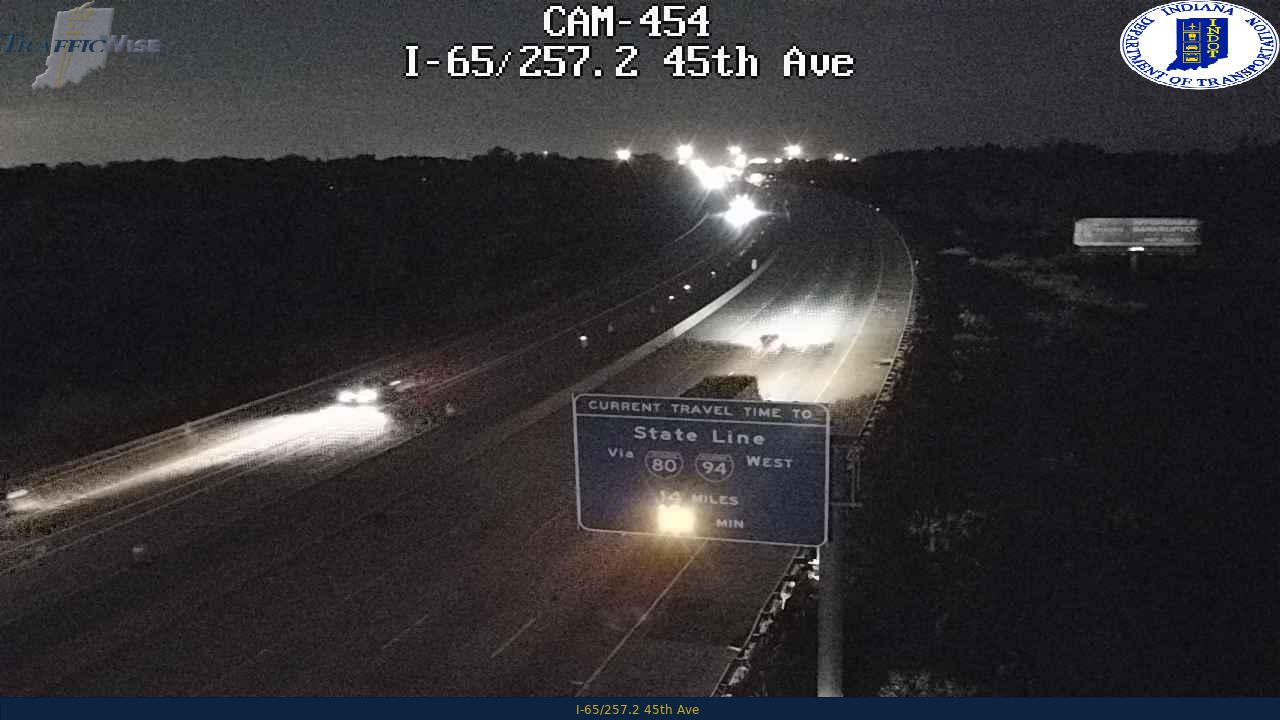 TRAFFICWISE
CAM-454
I-65/257.2 45th Ave
INDIANA
DEPARTMENT OF TRANSPORTATION
INDOT
BANKRUPTCY
CURRENT TRAVEL TIME TO
State Line
Via 80 94 WEST
14 MILES
MIN
I-65/257.2 45th Ave